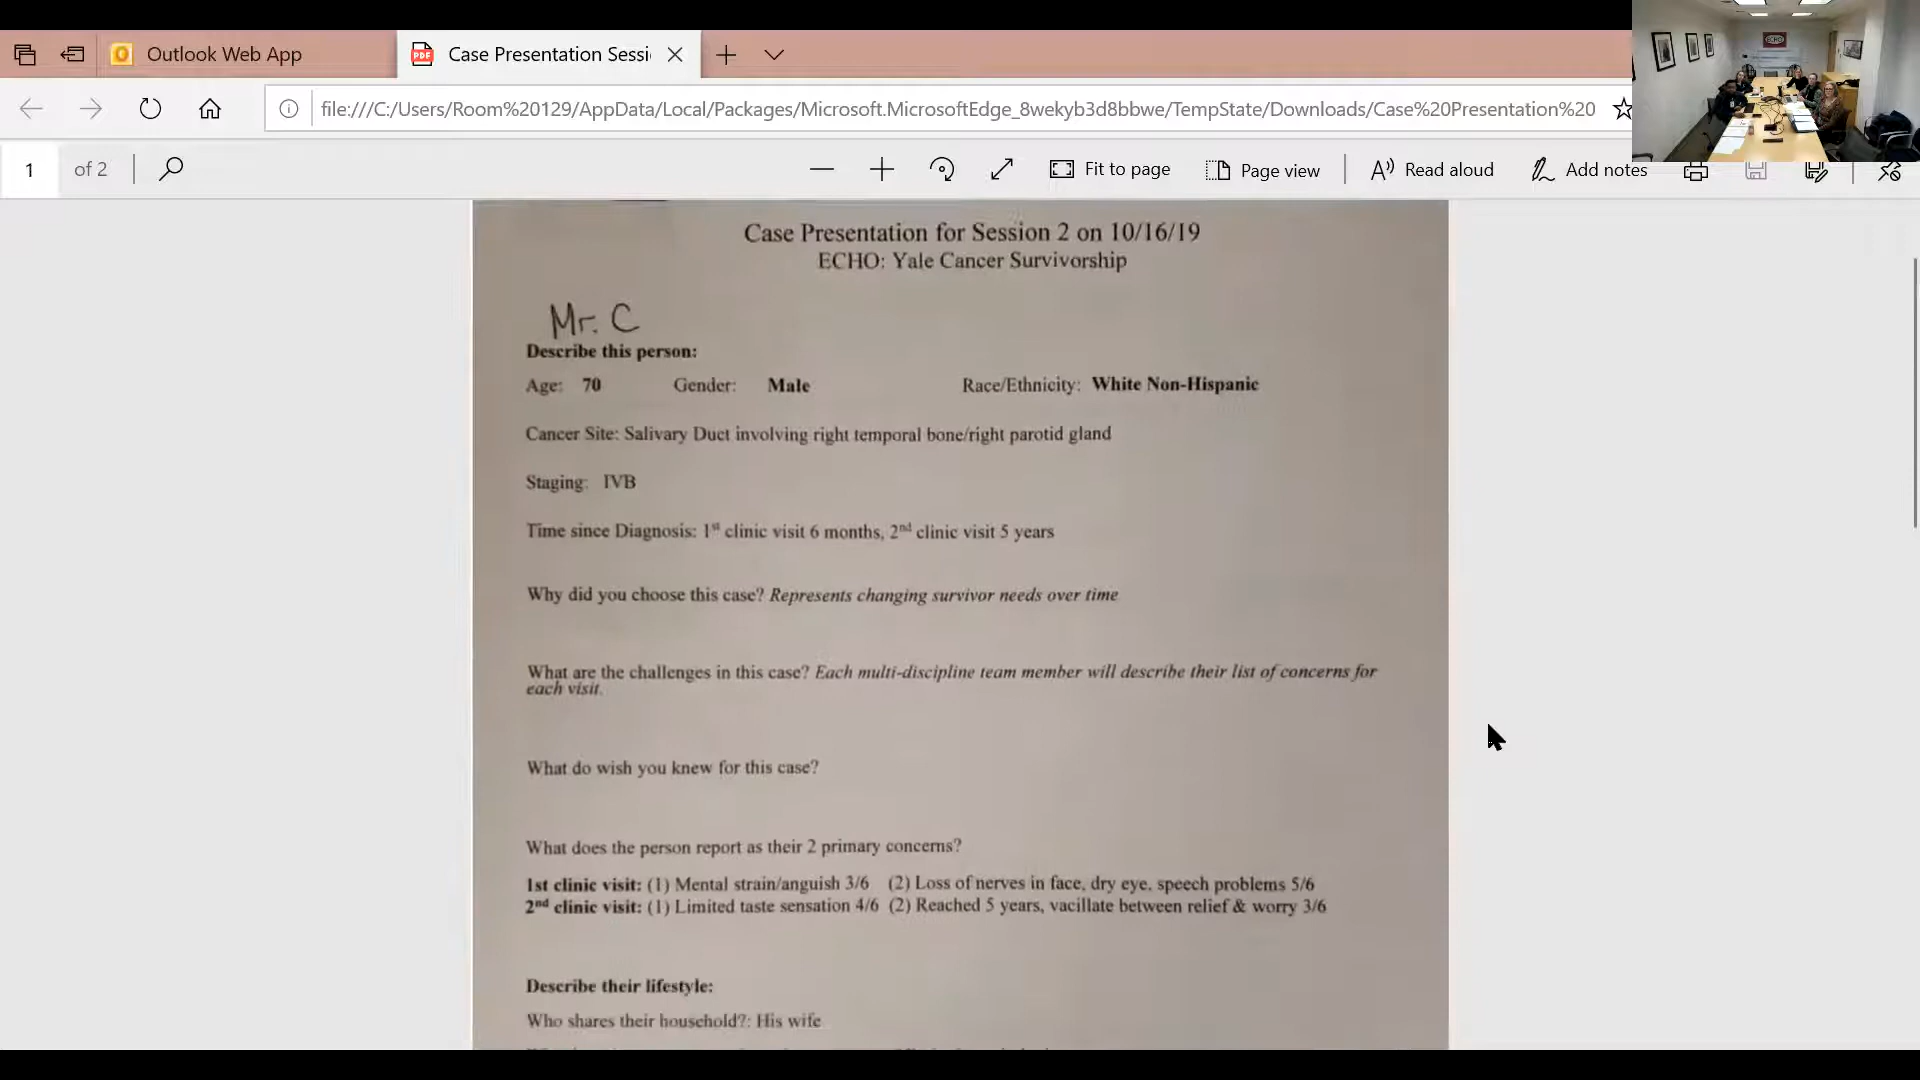 Outlook Web App
Case Presentation Sessi
file:///C:/Users/Room%20129/AppData/Local/Packages/Microsoft.MicrosoftEdge_8wekyb3d8bbwe/TempState/Downloads/Case%20Presentation%20
1 of 2
Fit to page
Page view
Read aloud
Add notes
ECHO
Case Presentation for Session 2 on 10/16/19
ECHO: Yale Cancer Survivorship
Mr. C
Describe this person:
Age: 70 Gender: Male Race/Ethnicity: White Non-Hispanic
Cancer Site: Salivary Duct involving right temporal bone/right parotid gland
Staging: IVB
Time since Diagnosis: 1st clinic visit 6 months, 2nd clinic visit 5 years
Why did you choose this case? Represents changing survivor needs over time
What are the challenges in this case? Each multi-discipline team member will describe their list of concerns for
each visit.
What do wish you knew for this case?
What does the person report as their 2 primary concerns?
1st clinic visit: (1) Mental strain/anguish 3/6 (2) Loss of nerves in face, dry eye, speech problems 5/6
2nd clinic visit: (1) Limited taste sensation 4/6 (2) Reached 5 years, vacillate between relief & worry 3/6
Describe their lifestyle:
Who shares their household?: His wife